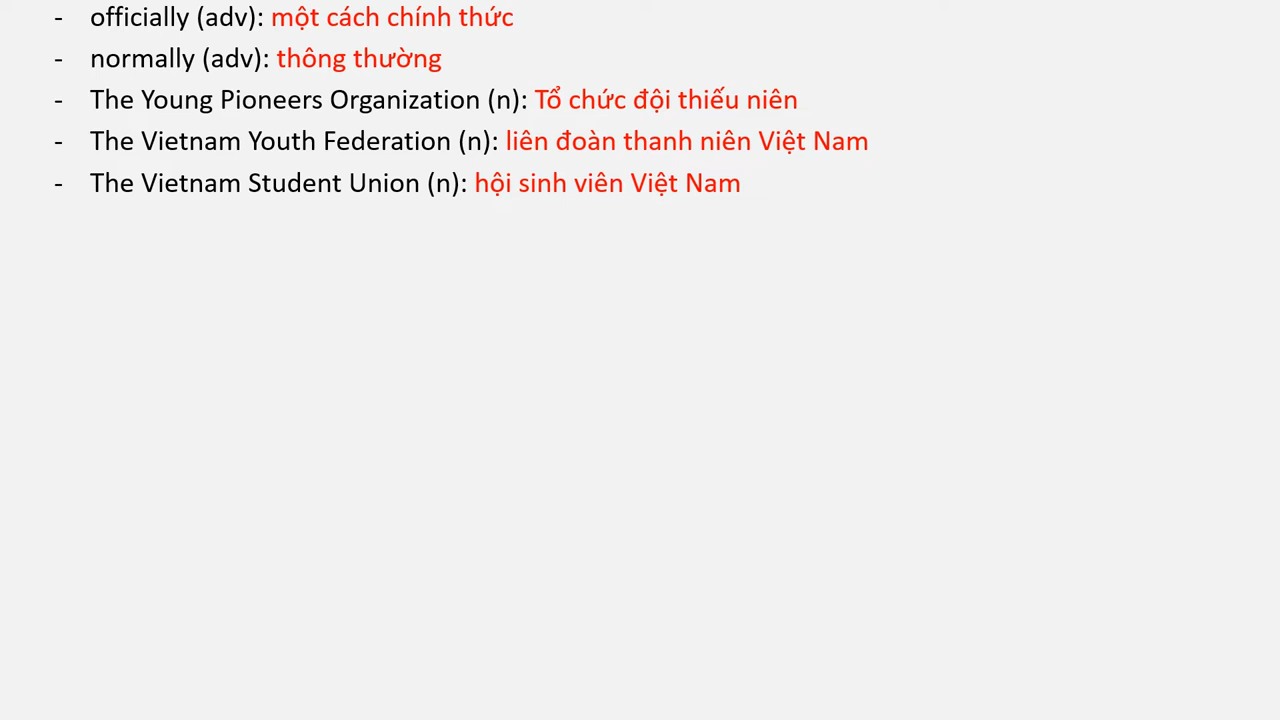 - officially (adv): một cách chính thức
- normally (adv): thông thường
- The Young Pioneers Organization (n): Tổ chức đội thiếu niên
- The Vietnam Youth Federation (n): liên đoàn thanh niên Việt Nam
- The Vietnam Student Union (n): hội sinh viên Việt Nam